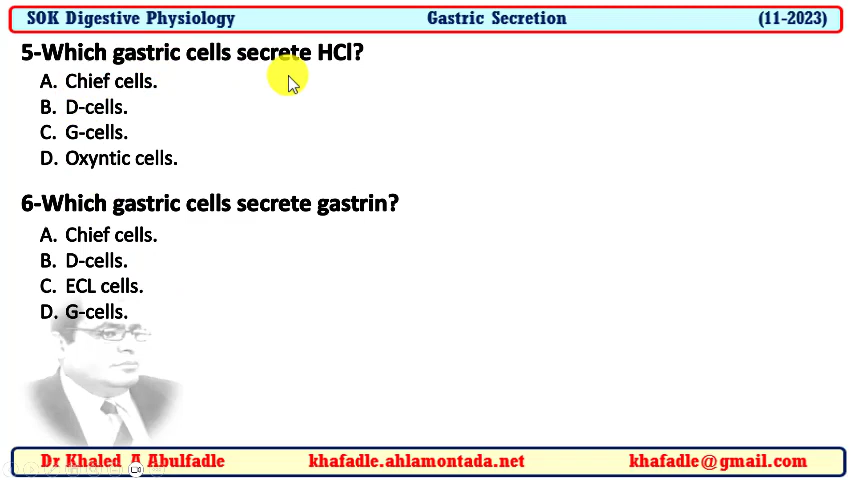 SOK Digestive Physiology Gastric Secretion (11-2023)
5-Which gastric cells secrete HCl?
A. Chief cells.
B. D-cells.
C. G-cells.
D. Oxyntic cells.
6-Which gastric cells secrete gastrin?
A. Chief cells.
B. D-cells.
C. ECL cells.
D. G-cells.
Dr Khaled A Abulfadle khafadle.ahlamontada.net khafadle@gmail.com